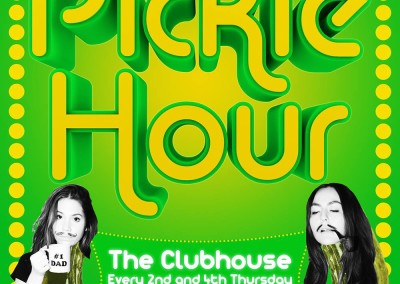 Pickle
Hour
#1
DAD
The Clubhouse
Every 2nd and 4th Thursday